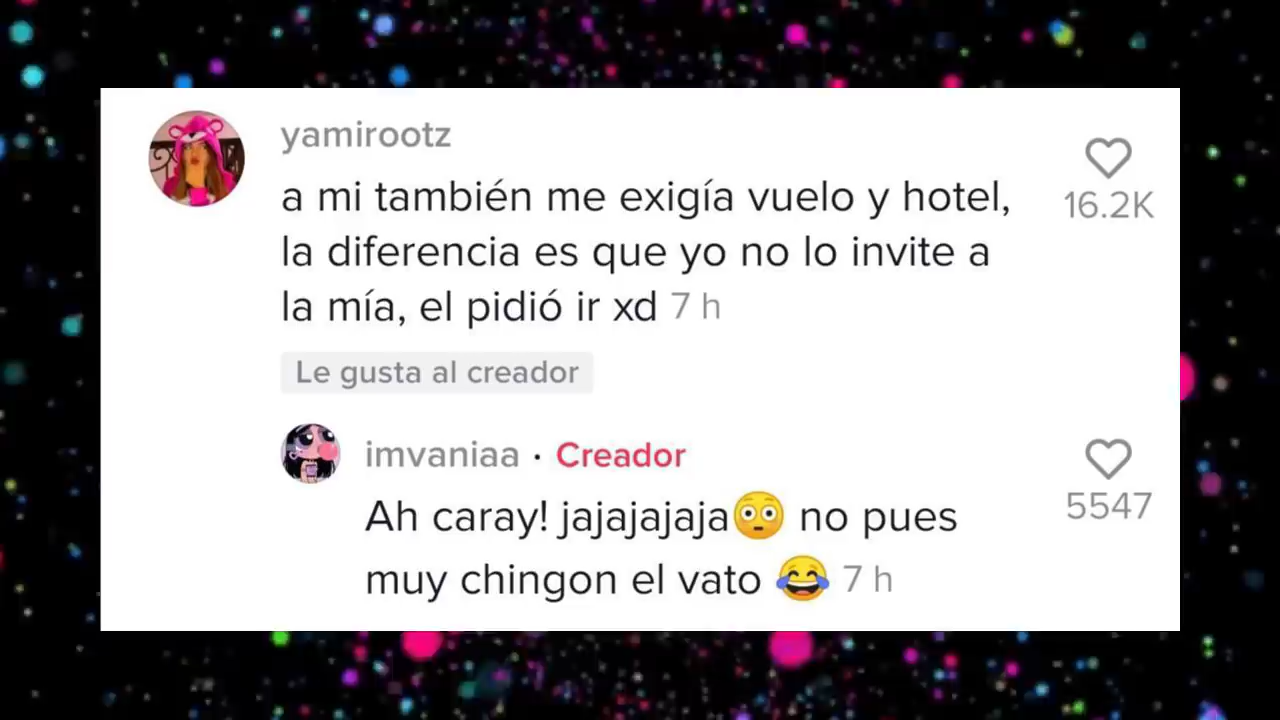 yamirootz
a mi también me exigía vuelo y hotel,
la diferencia es que yo no lo invite a
la mía, el pidió ir xd 7 h
16.2K
Le gusta al creador
imvaniaa · Creador
Ah caray! jajajajaja😳 no pues
muy chingon el vato 😂 7 h
5547